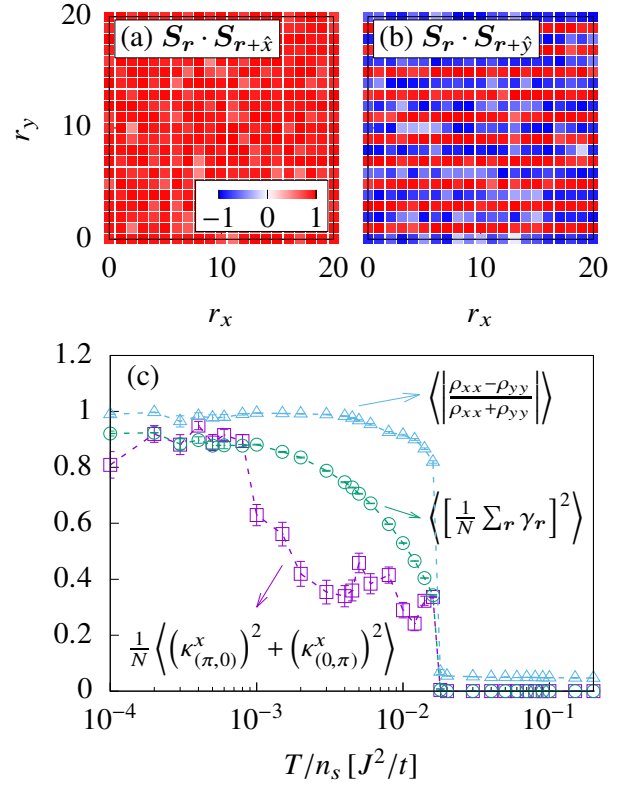 20
(a) S_r · S_{r+x̂}
(b) S_r · S_{r+ŷ}
r_y
10
−1 0 1
0
0 10 20 0 10 20
r_x r_x
1.2
(c)
⟨|ρ_xx−ρ_yy / ρ_xx+ρ_yy|⟩
1
0.8
0.6
⟨[1/N ∑_r γ_r]²⟩
0.4
0.2
1/N ⟨(κ^x_(π,0))² + (κ^x_(0,π))²⟩
0
10⁻⁴ 10⁻³ 10⁻² 10⁻¹
T/n_s [J²/t]